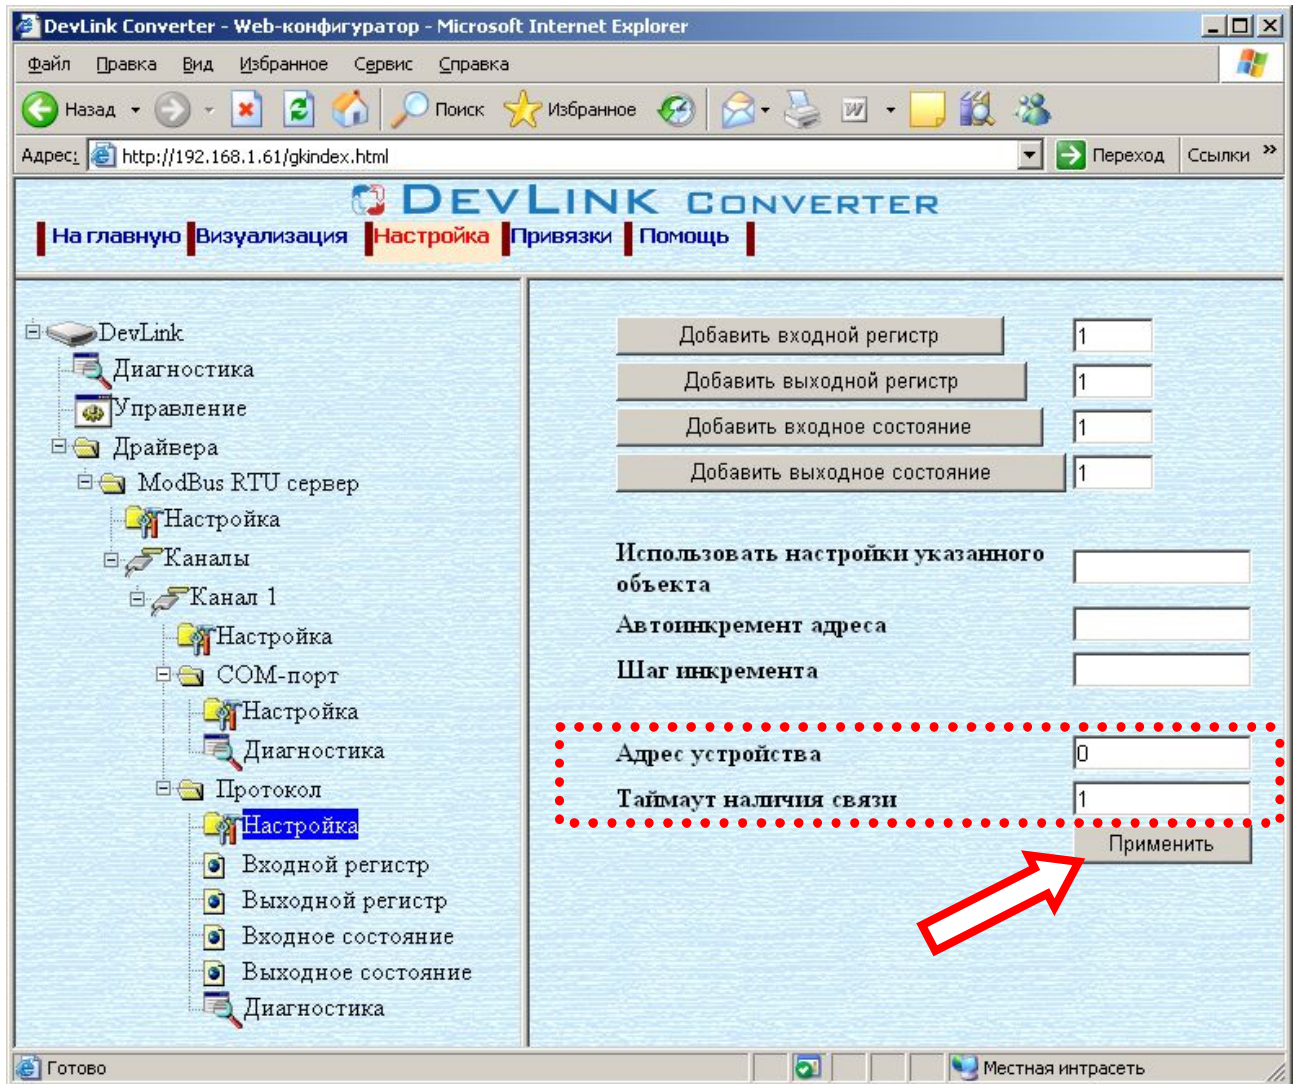 DevLink Converter - Web-конфигуратор - Microsoft Internet Explorer
Файл Правка Вид Избранное Сервис Справка
Назад Поиск Избранное
Адрес: http://192.168.1.61/gkindex.html Переход Ссылки »
DEVLINK CONVERTER
На главную Визуализация Настройка Привязки Помощь
DevLink
Диагностика
Управление
Драйвера
ModBus RTU сервер
Настройка
Каналы
Канал 1
Настройка
COM-порт
Настройка
Диагностика
Протокол
Настройка
Входной регистр
Выходной регистр
Входное состояние
Выходное состояние
Диагностика
Добавить входной регистр 1
Добавить выходной регистр 1
Добавить входное состояние 1
Добавить выходное состояние 1
Использовать настройки указанного
объекта
Автоинкремент адреса
Шаг инкремента
Адрес устройства 0
Таймаут наличия связи 1
Применить
Готово Местная интрасеть